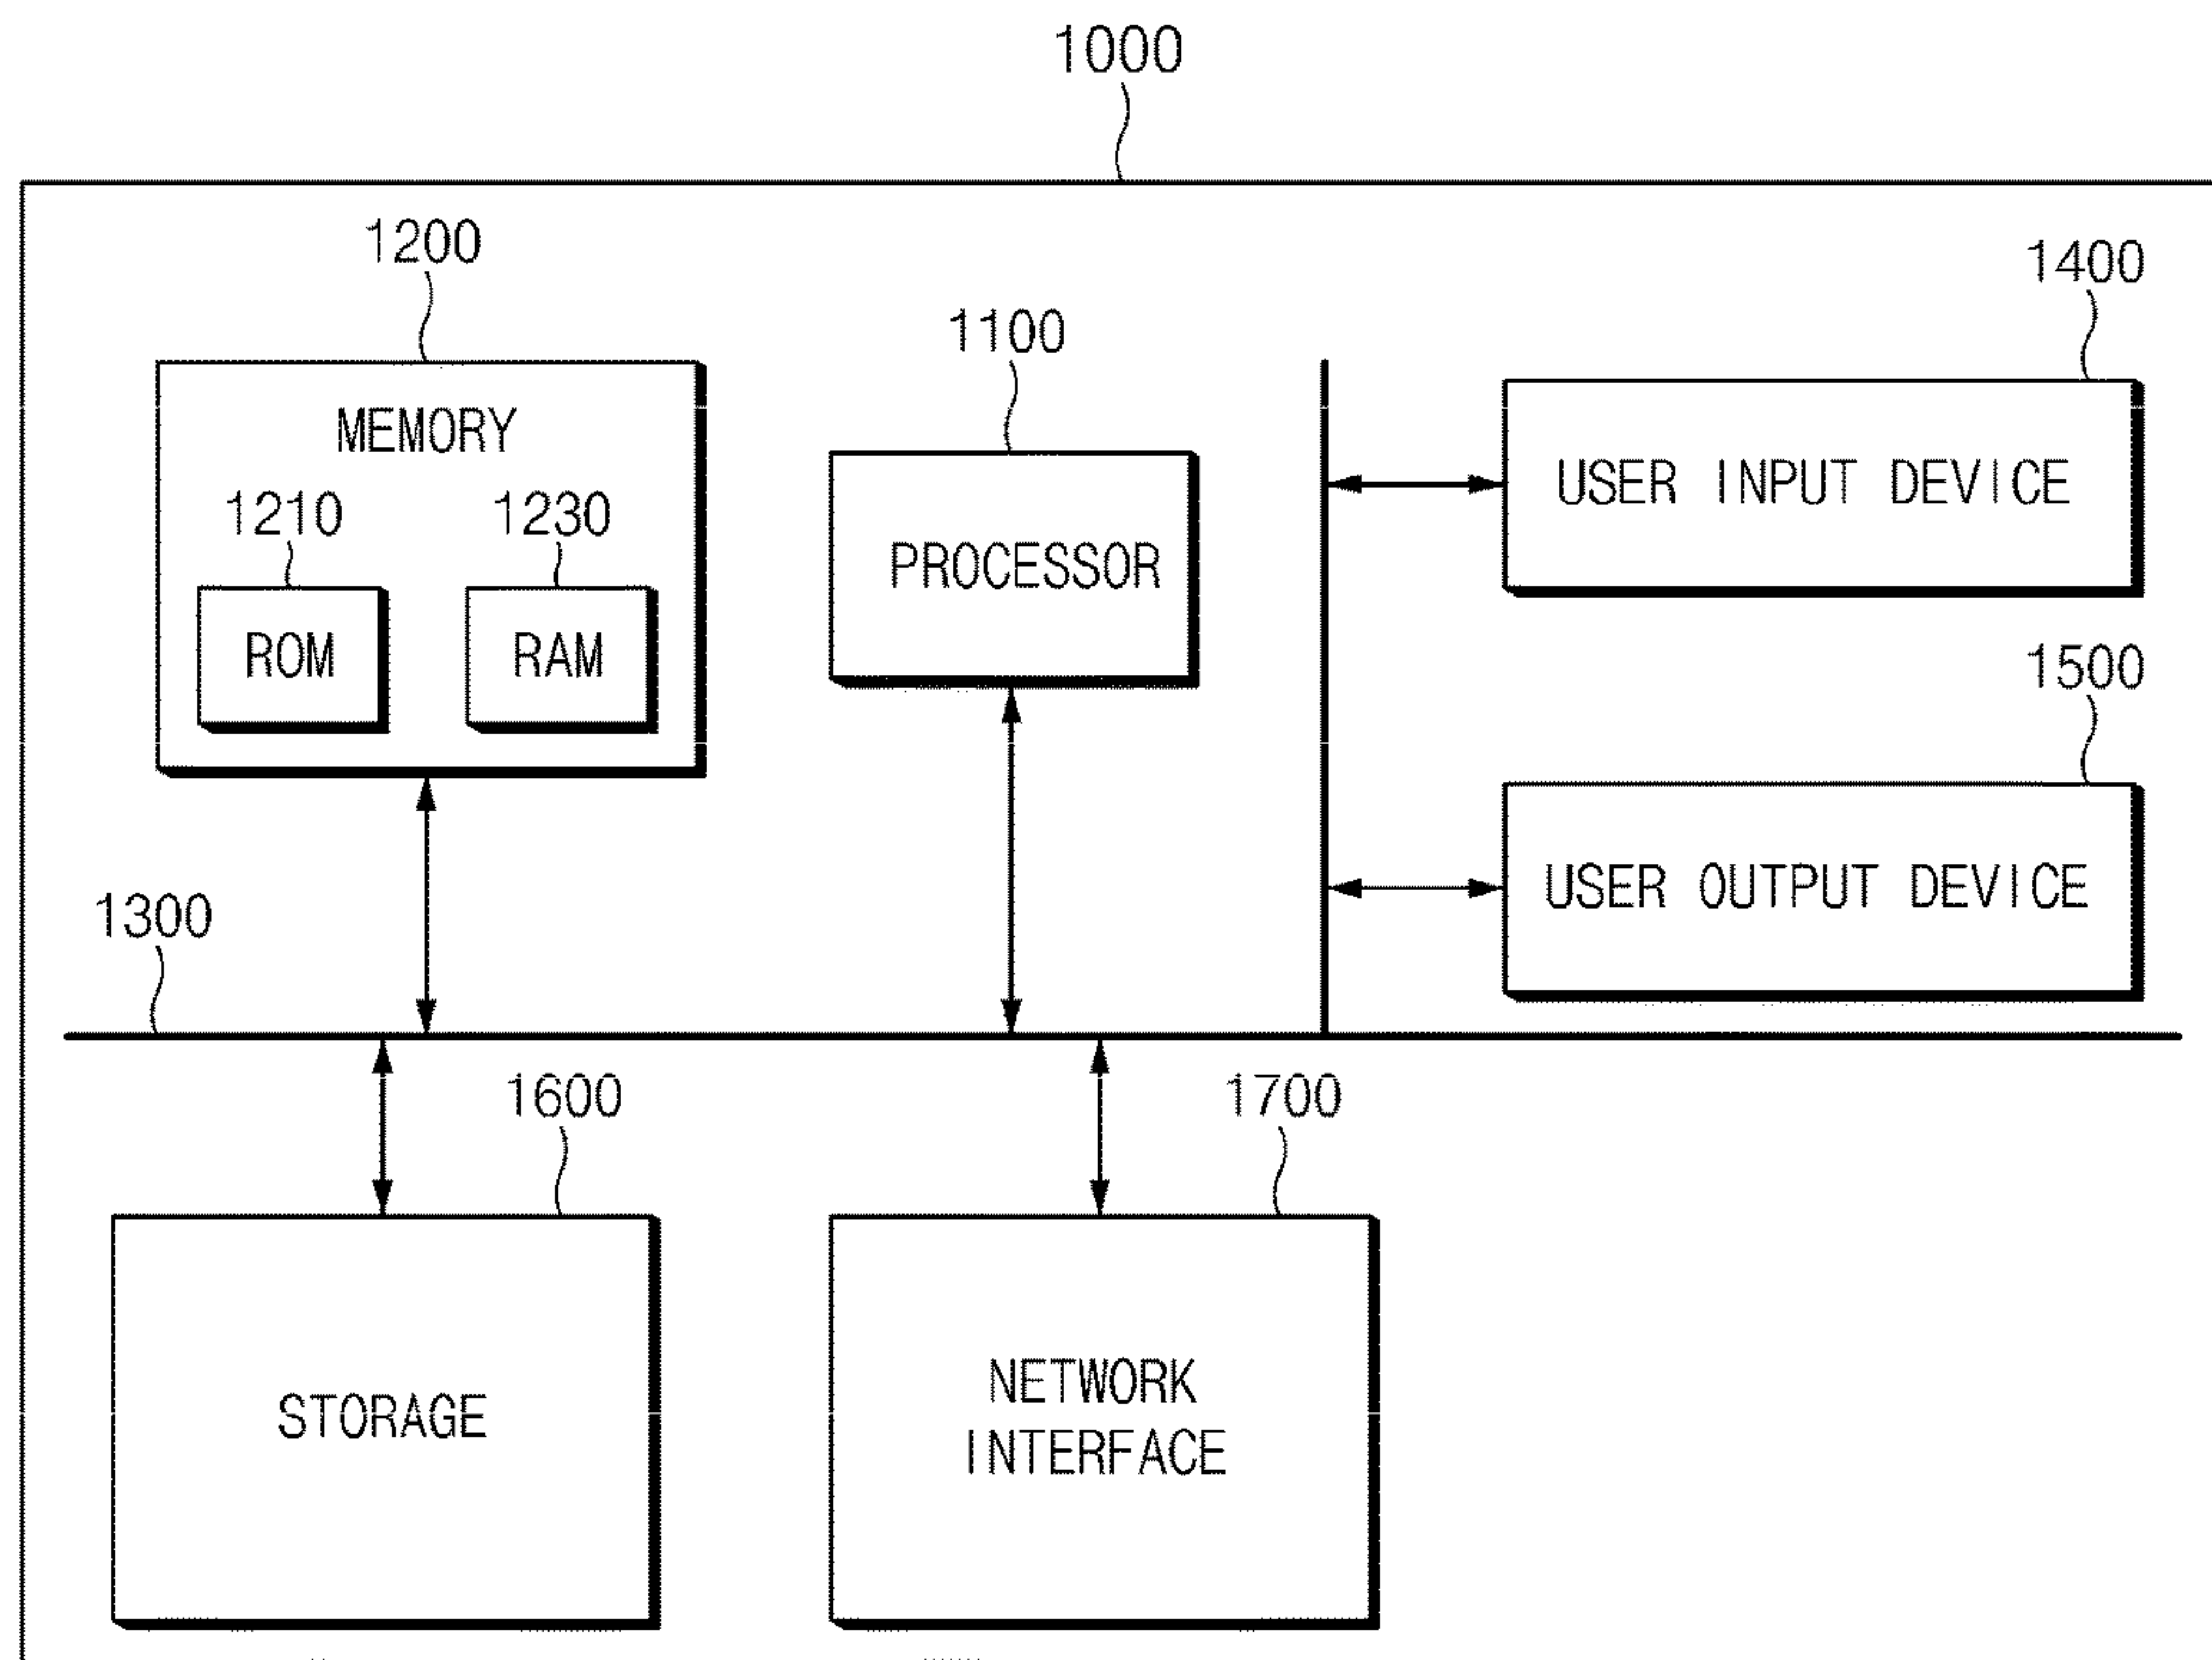 1000
1200
1400
1100
MEMORY
USER INPUT DEVICE
1210
1230
PROCESSOR
ROM
RAM
1500
USER OUTPUT DEVICE
1300
1600
1700
STORAGE
NETWORK
INTERFACE